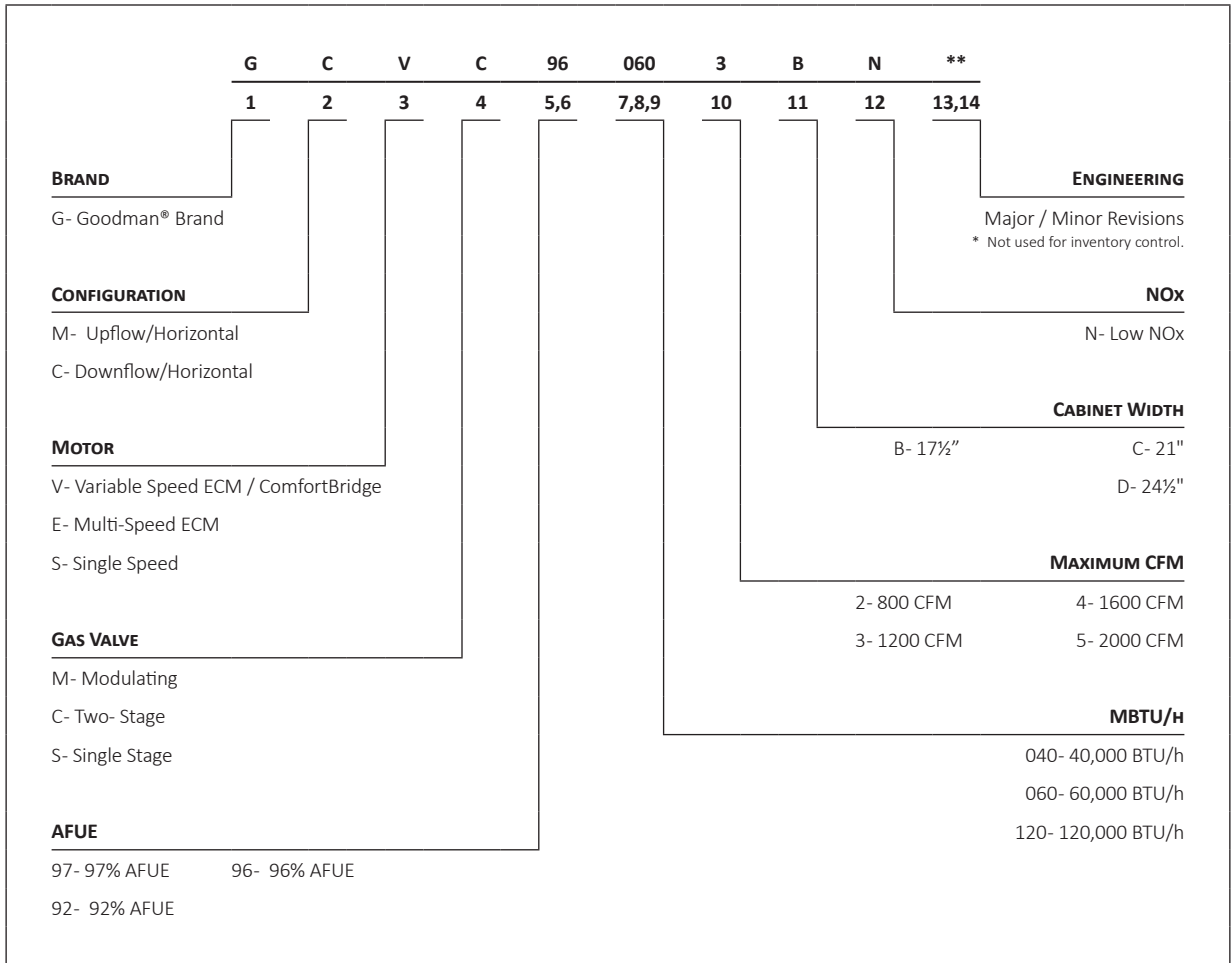 G C V C 96 060 3 B N **
1 2 3 4 5,6 7,8,9 10 11 12 13,14
BRAND
G- Goodman® Brand
CONFIGURATION
M- Upflow/Horizontal
C- Downflow/Horizontal
MOTOR
V- Variable Speed ECM / ComfortBridge
E- Multi-Speed ECM
S- Single Speed
GAS VALVE
M- Modulating
C- Two- Stage
S- Single Stage
AFUE
97- 97% AFUE 96- 96% AFUE
92- 92% AFUE
ENGINEERING
Major / Minor Revisions
* Not used for inventory control.
NOx
N- Low NOx
CABINET WIDTH
B- 17½” C- 21"
D- 24½"
MAXIMUM CFM
2- 800 CFM 4- 1600 CFM
3- 1200 CFM 5- 2000 CFM
MBTU/H
040- 40,000 BTU/h
060- 60,000 BTU/h
120- 120,000 BTU/h